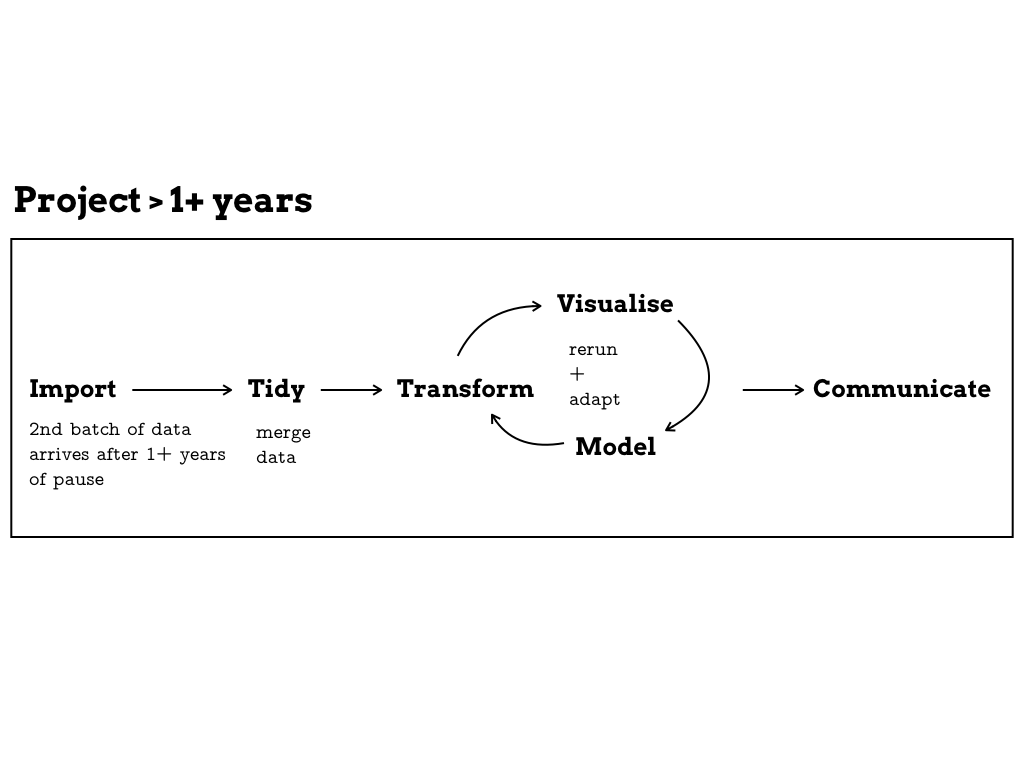 Project > 1+ years
Import
2nd batch of data
arrives after 1+ years
of pause
Tidy
merge
data
Transform
Visualise
rerun
+
adapt
Model
Communicate